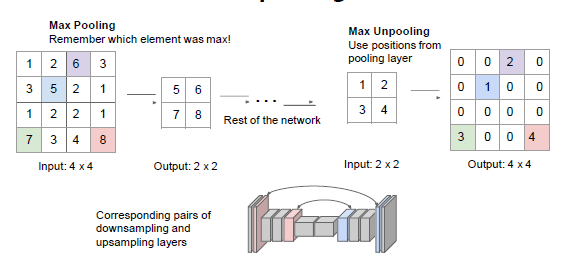 Max Pooling
Remember which element was max!
1 2 6 3
3 5 2 1
1 2 2 1
7 3 4 8
Input: 4 x 4
5 6
7 8
Output: 2 x 2
...
Rest of the network
Max Unpooling
Use positions from
pooling layer
1 2
3 4
Input: 2 x 2
0 0 2 0
0 1 0 0
0 0 0 0
3 0 0 4
Output: 4 x 4
Corresponding pairs of
downsampling and
upsampling layers